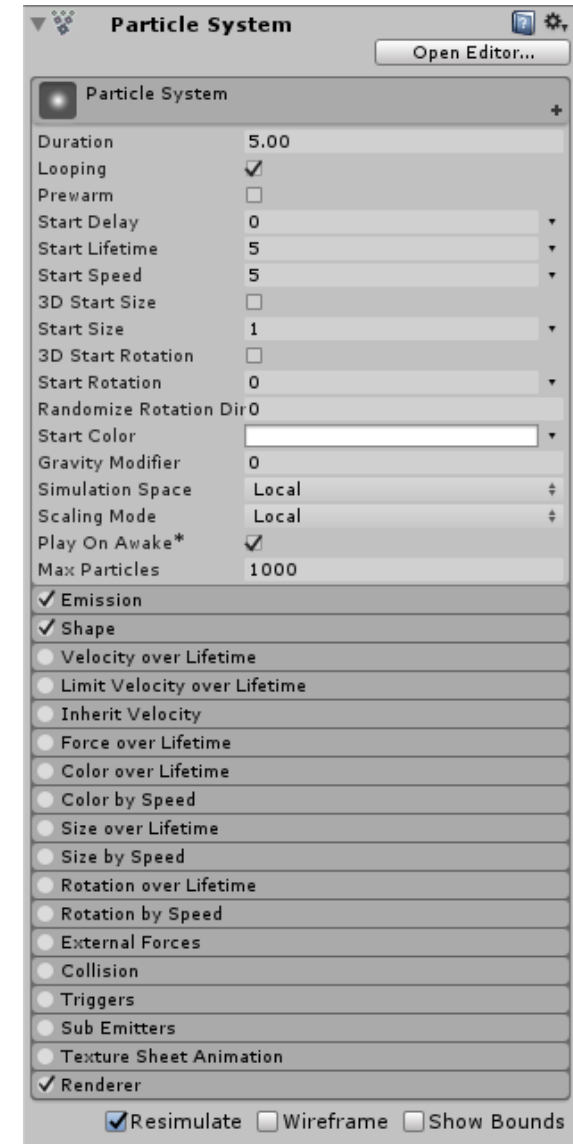 Particle System
Open Editor...
Particle System
Duration 5.00
Looping
Prewarm
Start Delay 0
Start Lifetime 5
Start Speed 5
3D Start Size
Start Size 1
3D Start Rotation
Start Rotation 0
Randomize Rotation Dir 0
Start Color
Gravity Modifier 0
Simulation Space Local
Scaling Mode Local
Play On Awake*
Max Particles 1000
Emission
Shape
Velocity over Lifetime
Limit Velocity over Lifetime
Inherit Velocity
Force over Lifetime
Color over Lifetime
Color by Speed
Size over Lifetime
Size by Speed
Rotation over Lifetime
Rotation by Speed
External Forces
Collision
Triggers
Sub Emitters
Texture Sheet Animation
Renderer
Resimulate Wireframe Show Bounds